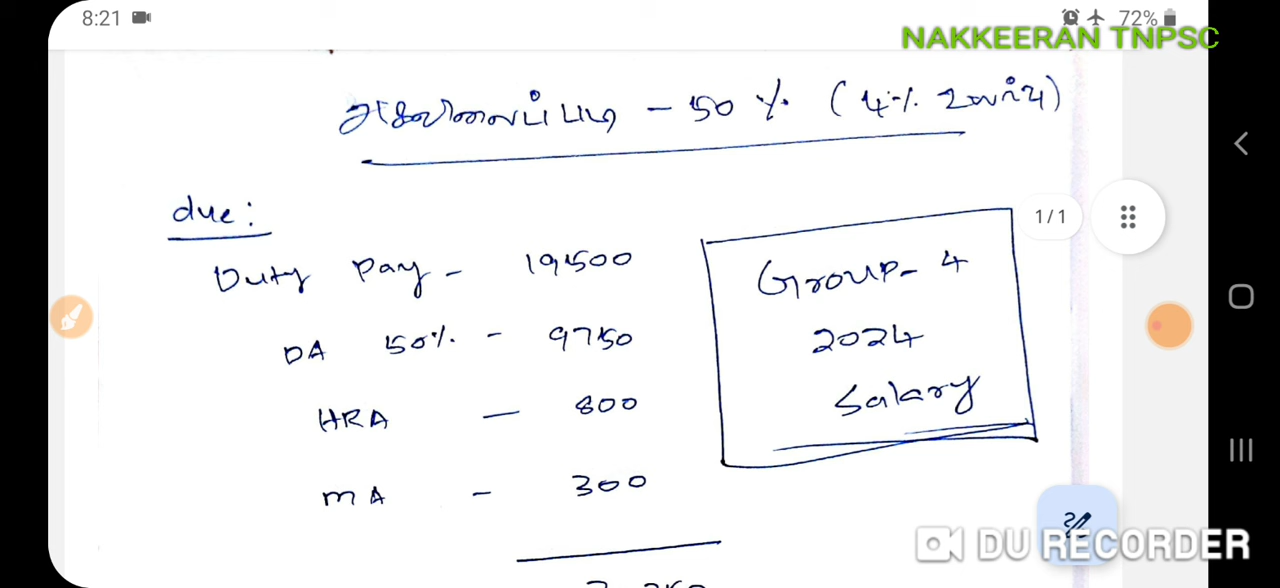 8:21
72%
NAKKEERAN TNPSC
அகவிலைப்படி - 50 % (4% உயர்வு)
due:
1/1
Duty Pay - 19500
Group- 4
DA 50% - 9750
2024
HRA - 800
Salary
MA - 300
DU RECORDER